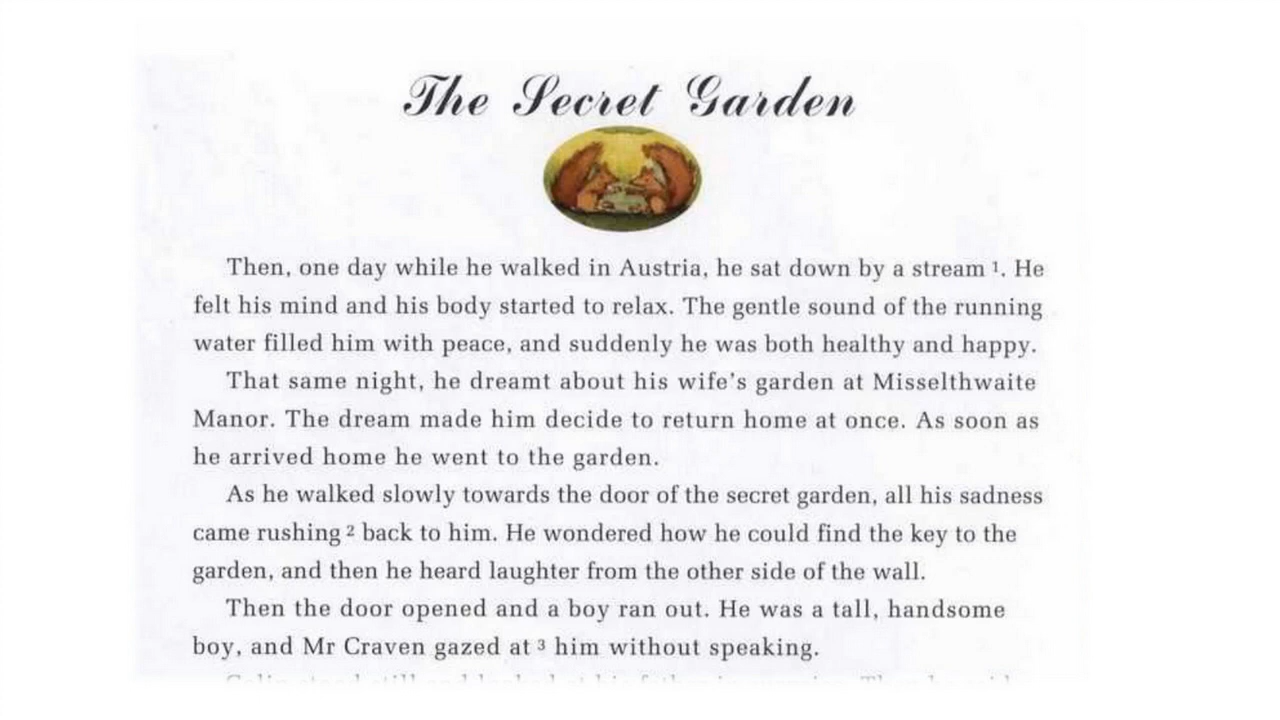 The Secret Garden
Then, one day while he walked in Austria, he sat down by a stream ¹. He
felt his mind and his body started to relax. The gentle sound of the running
water filled him with peace, and suddenly he was both healthy and happy.
That same night, he dreamt about his wife's garden at Misselthwaite
Manor. The dream made him decide to return home at once. As soon as
he arrived home he went to the garden.
As he walked slowly towards the door of the secret garden, all his sadness
came rushing ² back to him. He wondered how he could find the key to the
garden, and then he heard laughter from the other side of the wall.
Then the door opened and a boy ran out. He was a tall, handsome
boy, and Mr Craven gazed at ³ him without speaking.